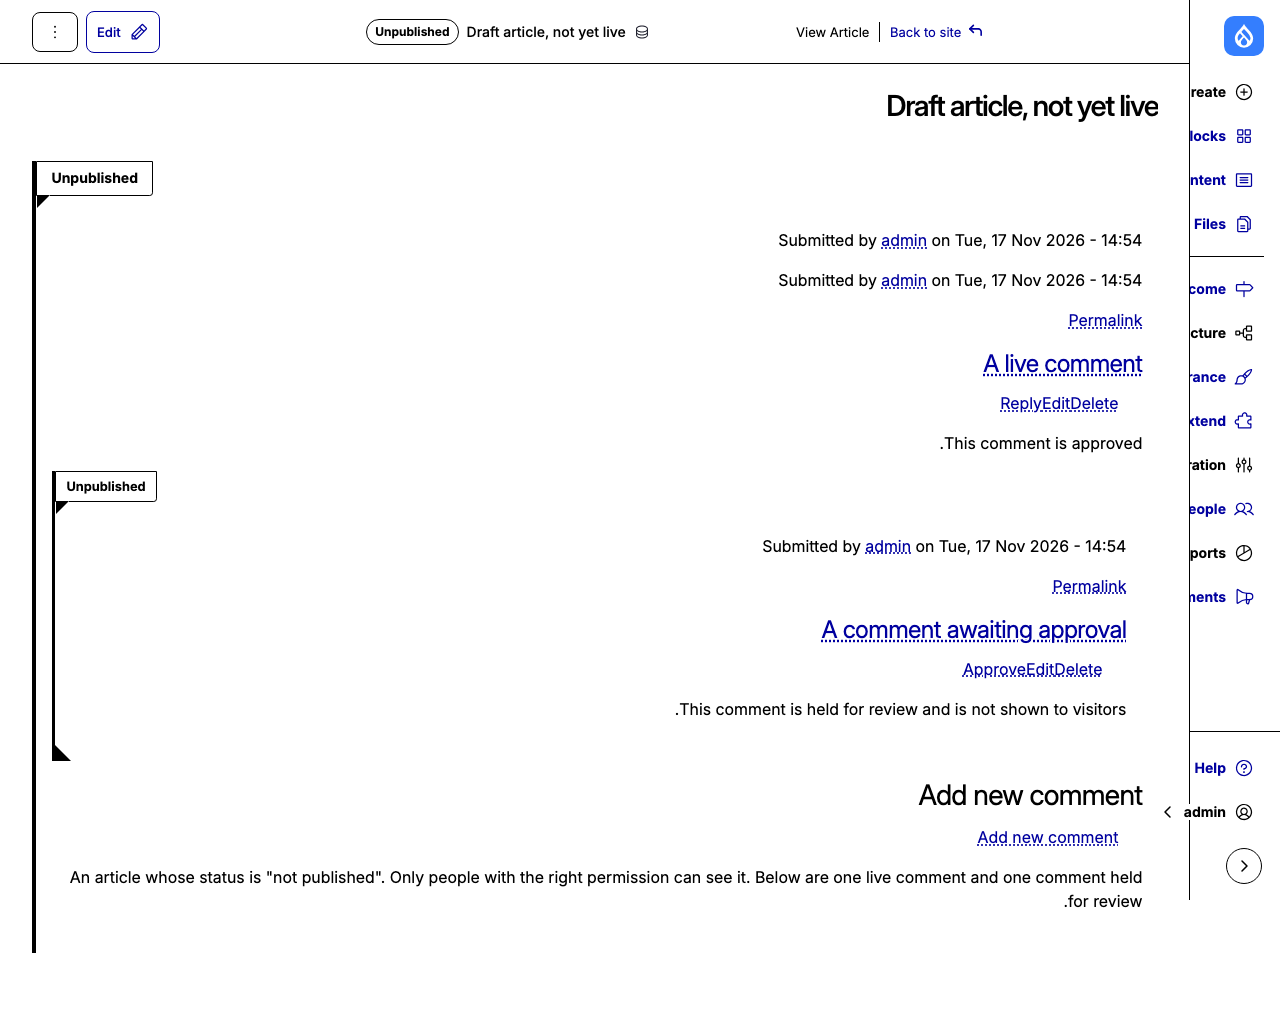 Edit
Unpublished Draft article, not yet live
View Article
Back to site
Draft article, not yet live
Unpublished
Submitted by admin on Tue, 17 Nov 2026 - 14:54
Submitted by admin on Tue, 17 Nov 2026 - 14:54
Permalink
A live comment
ReplyEditDelete
.This comment is approved
Unpublished
Submitted by admin on Tue, 17 Nov 2026 - 14:54
Permalink
A comment awaiting approval
ApproveEditDelete
.This comment is held for review and is not shown to visitors
Add new comment
Add new comment
An article whose status is "not published". Only people with the right permission can see it. Below are one live comment and one comment held
.for review
reate
locks
ntent
Files
come
cture
rance
xtend
ration
eople
ports
ments
Help
admin